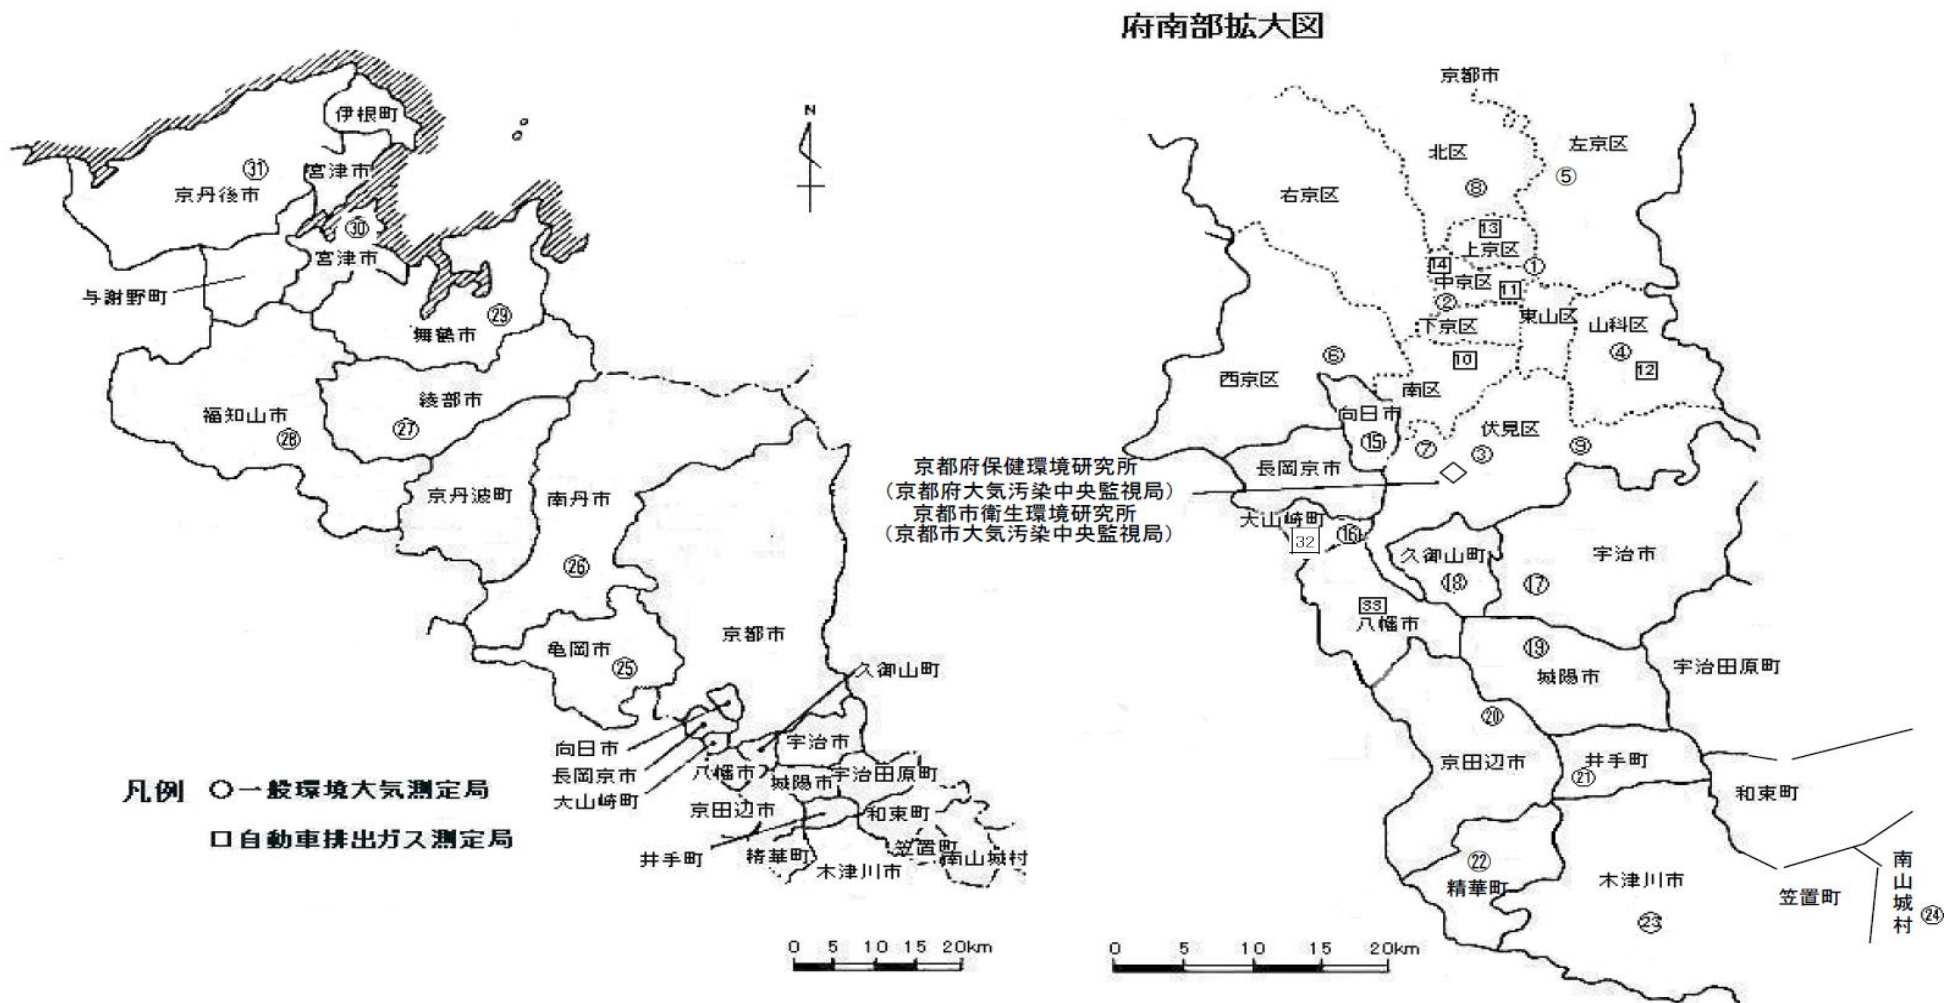 府南部拡大図
伊根町
㉛
京丹後市
宮津市
㉚
宮津市
与謝野町
㉙
舞鶴市
N
綾部市
㉗
福知山市
㉘
京丹波町
南丹市
㉖
京都市
亀岡市
㉕
久御山町
向日市
長岡京市
大山崎町
宇治市
八幡市
城陽市
宇治田原町
京田辺市
和束町
井手町
精華町
笠置町
南山城村
木津川市
凡例 ○一般環境大気測定局
□自動車排出ガス測定局
0 5 10 15 20km
京都市
北区
左京区
⑤
⑧
右京区
13
上京区
14
①
中京区
11
②
下京区
東山区
山科区
⑥
10
④
12
西京区
南区
向日市
⑮
伏見区
⑦
③
⑨
長岡京市
京都府保健環境研究所
(京都府大気汚染中央監視局)
京都市衛生環境研究所
(京都市大気汚染中央監視局)
大山崎町
32
⑯
久御山町
⑱
宇治市
⑰
33
八幡市
⑲
城陽市
宇治田原町
⑳
京田辺市
井手町
㉑
和束町
㉒
精華町
木津川市
㉓
笠置町
南山城村
㉔
0 5 10 15 20km